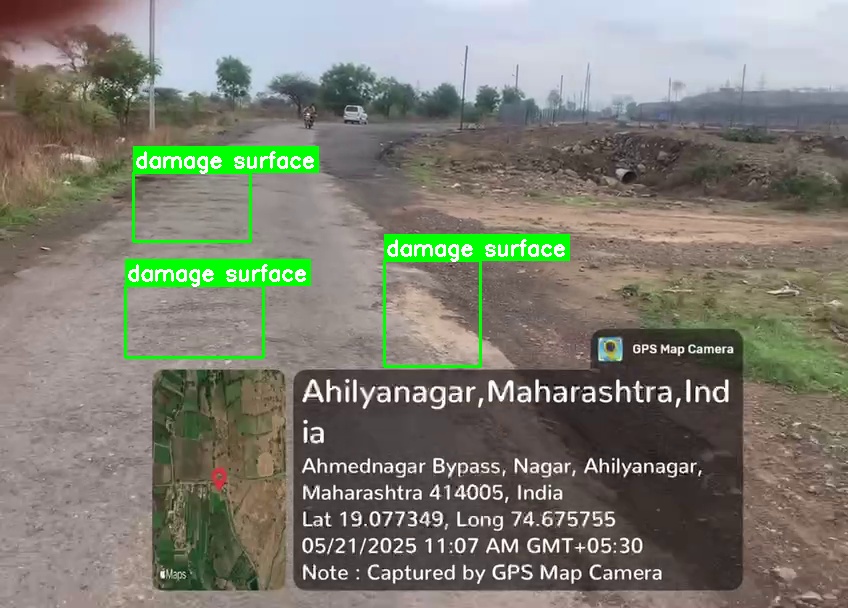 damage surface
damage surface
damage surface
GPS Map Camera
Ahilyanagar,Maharashtra,Ind
ia
Ahmednagar Bypass, Nagar, Ahilyanagar,
Maharashtra 414005, India
Lat 19.077349, Long 74.675755
05/21/2025 11:07 AM GMT+05:30
Note : Captured by GPS Map Camera
Maps